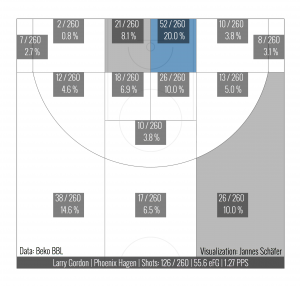 2 / 260
0.8 %
21 / 260
8.1 %
52 / 260
20.0 %
10 / 260
3.8 %
7 / 260
2.7 %
8 / 260
3.1 %
12 / 260
4.6 %
18 / 260
6.9 %
26 / 260
10.0 %
13 / 260
5.0 %
10 / 260
3.8 %
38 / 260
14.6 %
17 / 260
6.5 %
26 / 260
10.0 %
Data: Beko BBL
Visualization: Jannes Schäfer
Larry Gordon | Phoenix Hagen | Shots: 126 / 260 | 55.6 eFG | 1.27 PPS